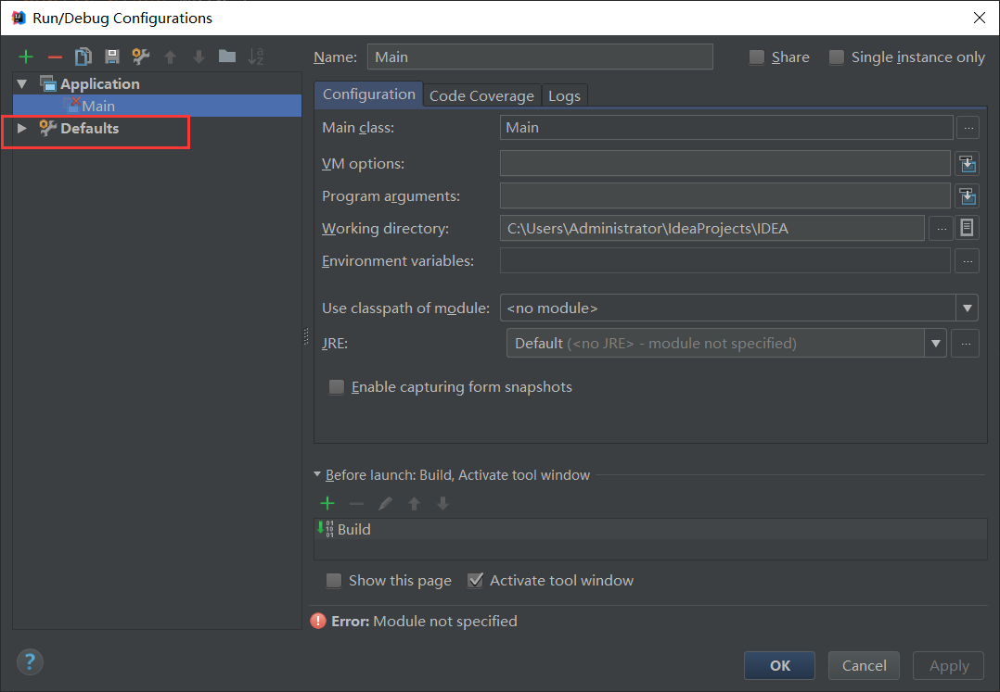 Run/Debug Configurations
Name: Main Share Single instance only
Application
Main
Defaults
Configuration Code Coverage Logs
Main class: Main ...
VM options:
Program arguments:
Working directory: C:\Users\Administrator\IdeaProjects\IDEA ...
Environment variables: ...
Use classpath of module: <no module>
JRE: Default (<no JRE> - module not specified) ...
Enable capturing form snapshots
Before launch: Build, Activate tool window
Build
Show this page Activate tool window
Error: Module not specified
? OK Cancel Apply